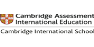 Cambridge Assessment
International Education
Cambridge International School